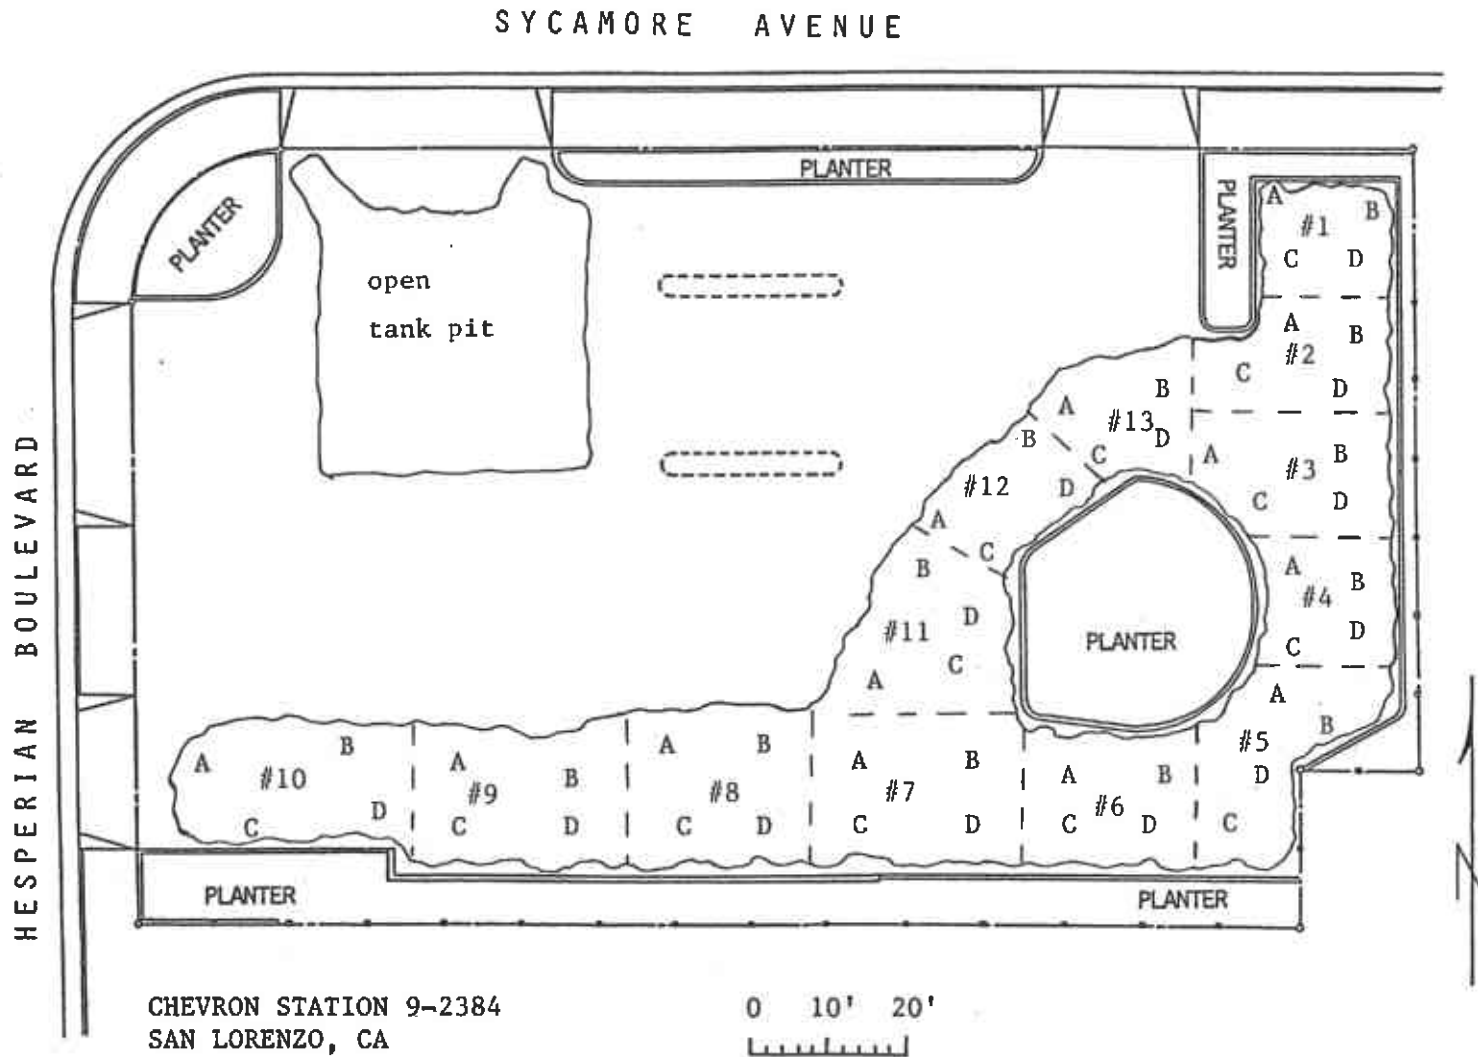 SYCAMORE AVENUE
HESPERIAN BOULEVARD
PLANTER
PLANTER
PLANTER
open
tank pit
A B
#1
C D
A B
#2
C D
A B
#13
C D
A B
#3
C D
B
#12 D
A C
A B
#4
C D
PLANTER
B
D
#11
A C
A B
#5
D
C
A B
#10
C D
A B
#9
C D
A B
#8
C D
A B
#7
C D
A B
#6
C D
PLANTER
PLANTER
N
CHEVRON STATION 9-2384
SAN LORENZO, CA
0 10' 20'